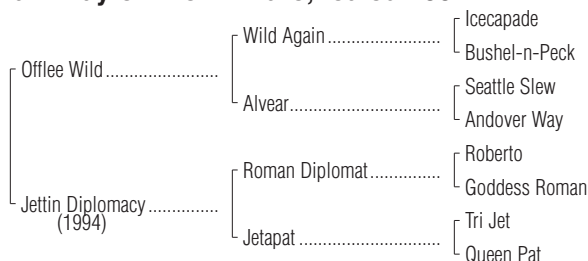 Icecapade
Wild Again
Bushel-n-Peck
Offlee Wild
Seattle Slew
Alvear
Andover Way
Roberto
Roman Diplomat
Goddess Roman
Jettin Diplomacy
(1994)
Tri Jet
Jetapat
Queen Pat